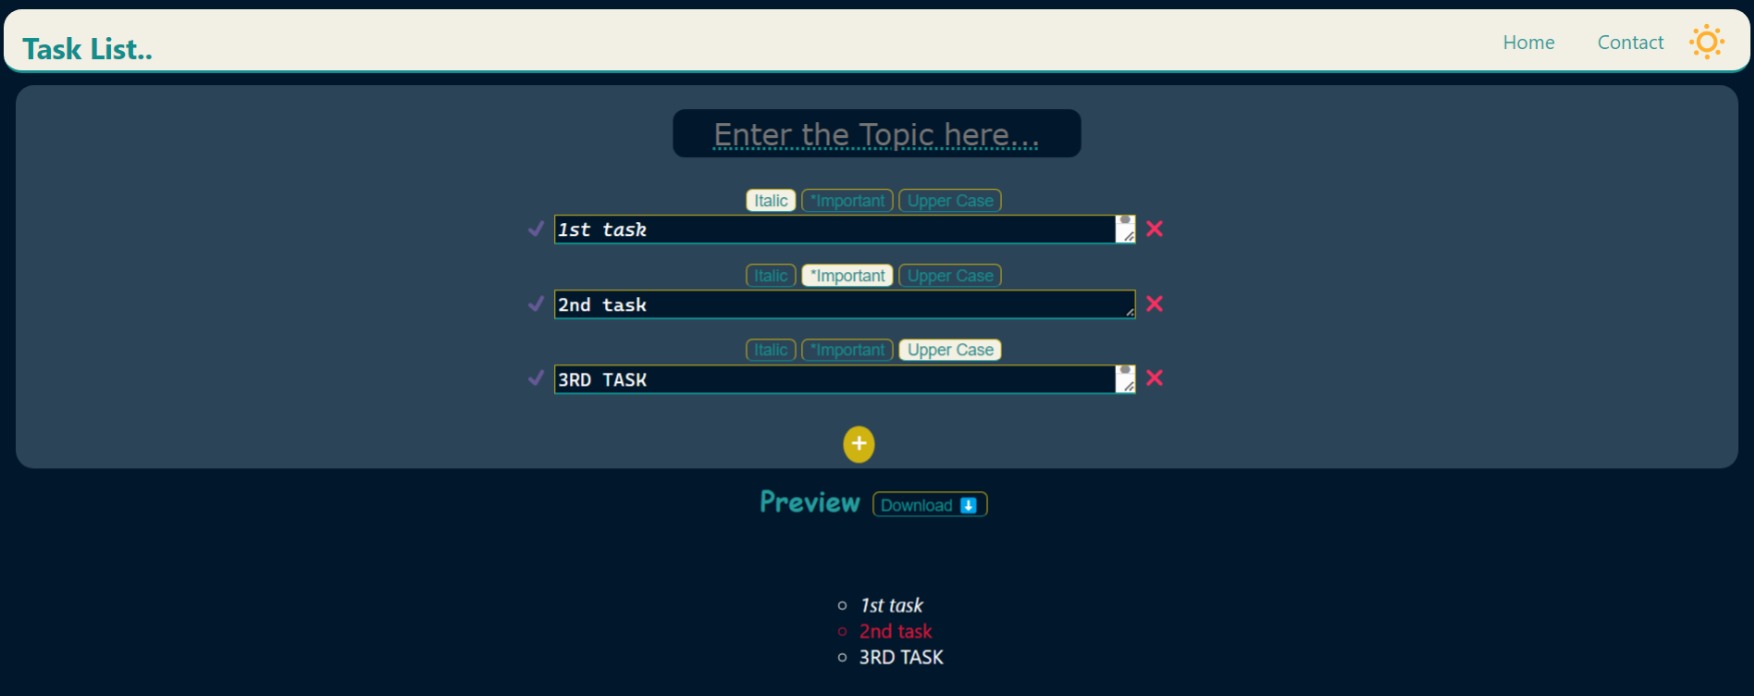 Task List..
Home Contact
Enter the Topic here...
Italic *Important Upper Case
1st task
Italic *Important Upper Case
2nd task
Italic *Important Upper Case
3RD TASK
+
Preview Download
1st task
2nd task
3RD TASK